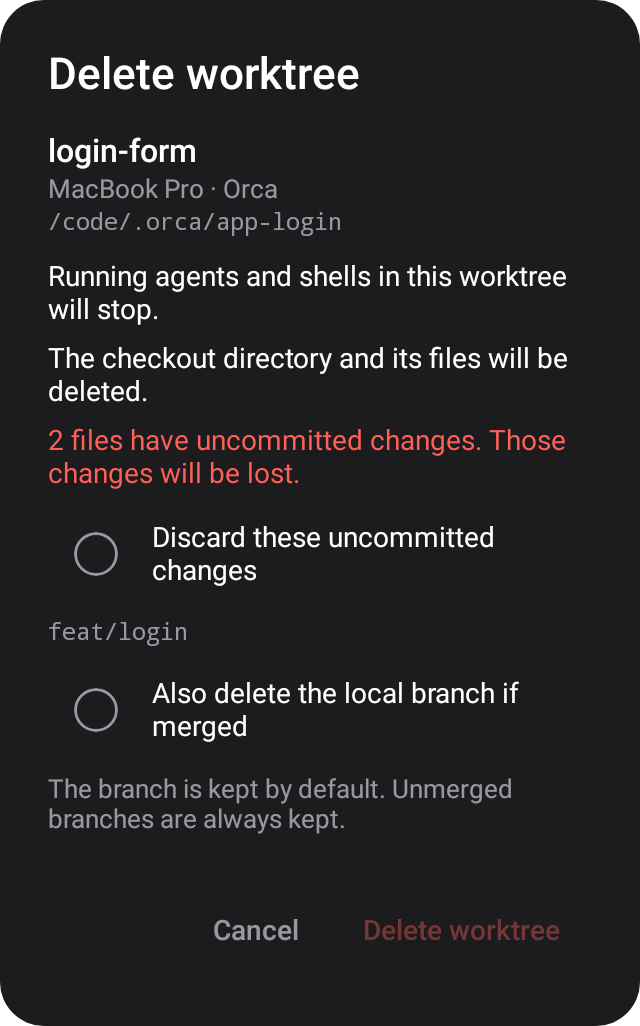 Delete worktree
login-form
MacBook Pro · Orca
/code/.orca/app-login
Running agents and shells in this worktree
will stop.
The checkout directory and its files will be
deleted.
2 files have uncommitted changes. Those
changes will be lost.
Discard these uncommitted
changes
feat/login
Also delete the local branch if
merged
The branch is kept by default. Unmerged
branches are always kept.
Cancel
Delete worktree